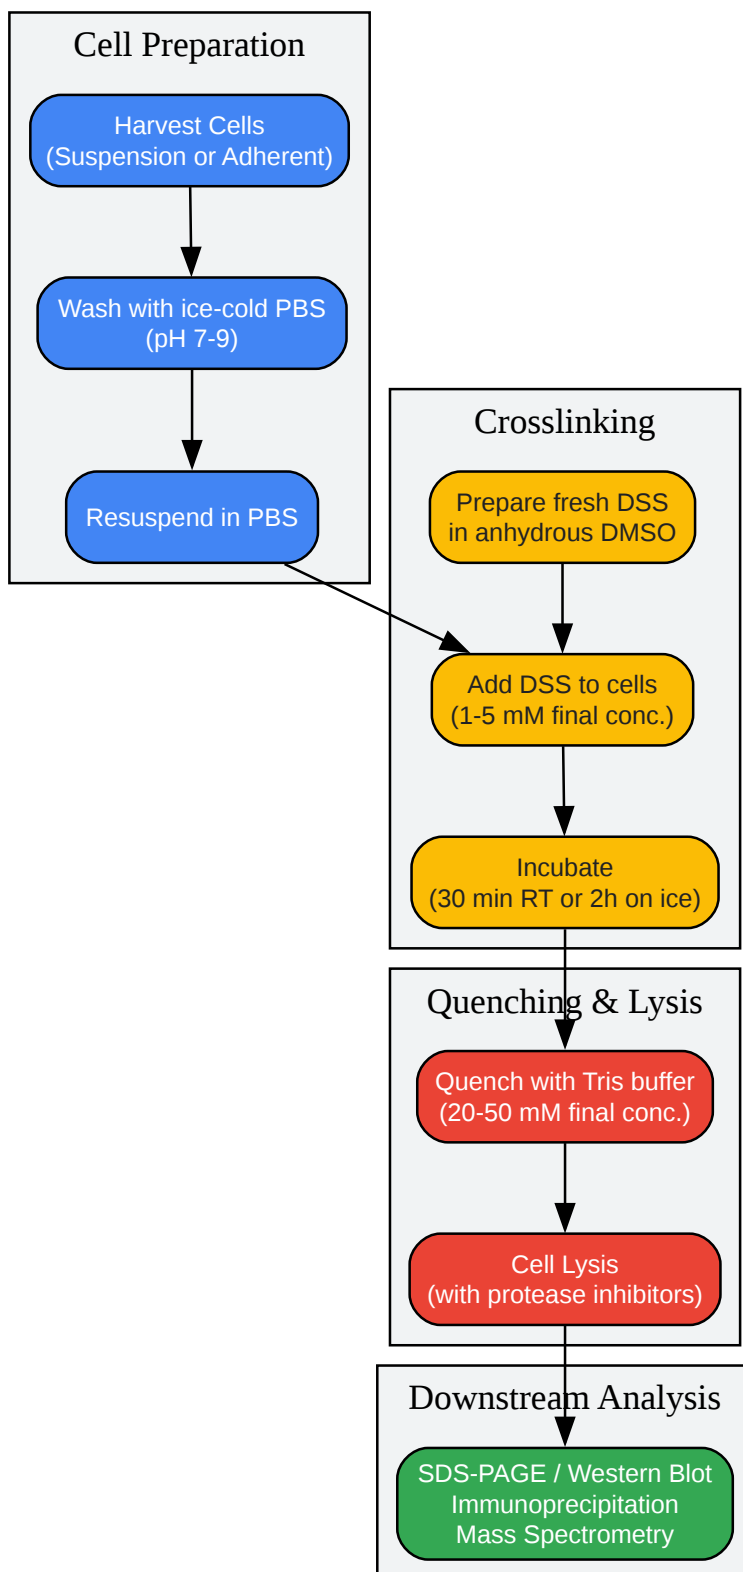 Cell Preparation
Harvest Cells
(Suspension or Adherent)
Wash with ice-cold PBS
(pH 7-9)
Resuspend in PBS
Crosslinking
Prepare fresh DSS
in anhydrous DMSO
Add DSS to cells
(1-5 mM final conc.)
Incubate
(30 min RT or 2h on ice)
Quenching & Lysis
Quench with Tris buffer
(20-50 mM final conc.)
Cell Lysis
(with protease inhibitors)
Downstream Analysis
SDS-PAGE / Western Blot
Immunoprecipitation
Mass Spectrometry